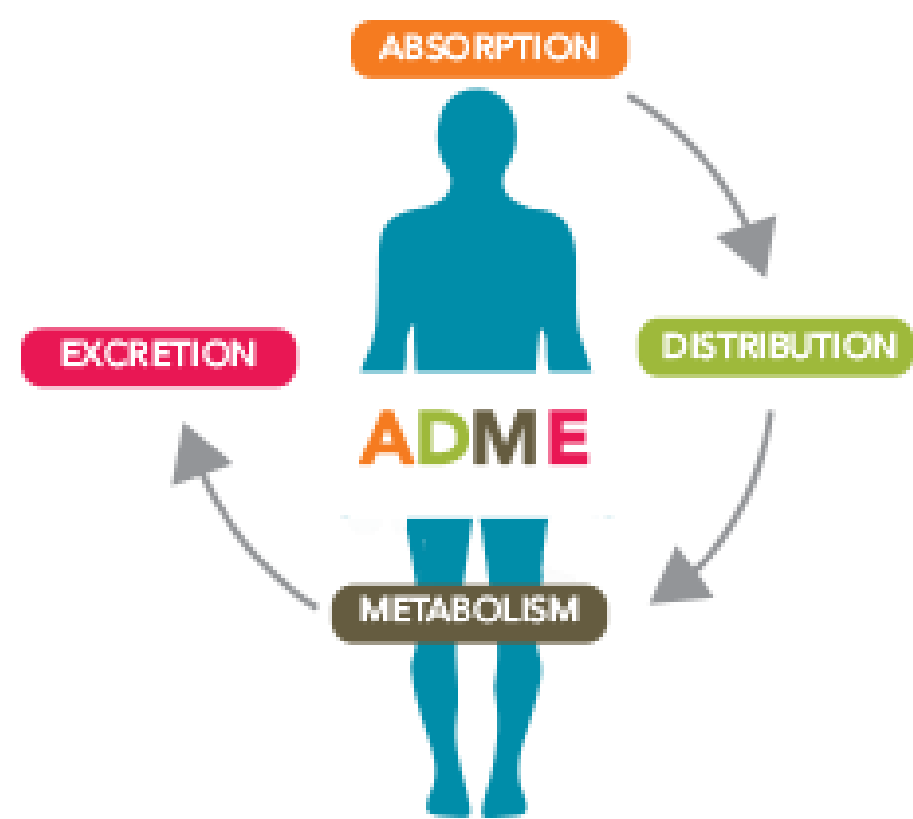 ABSORPTION
DISTRIBUTION
EXCRETION
ADME
METABOLISM